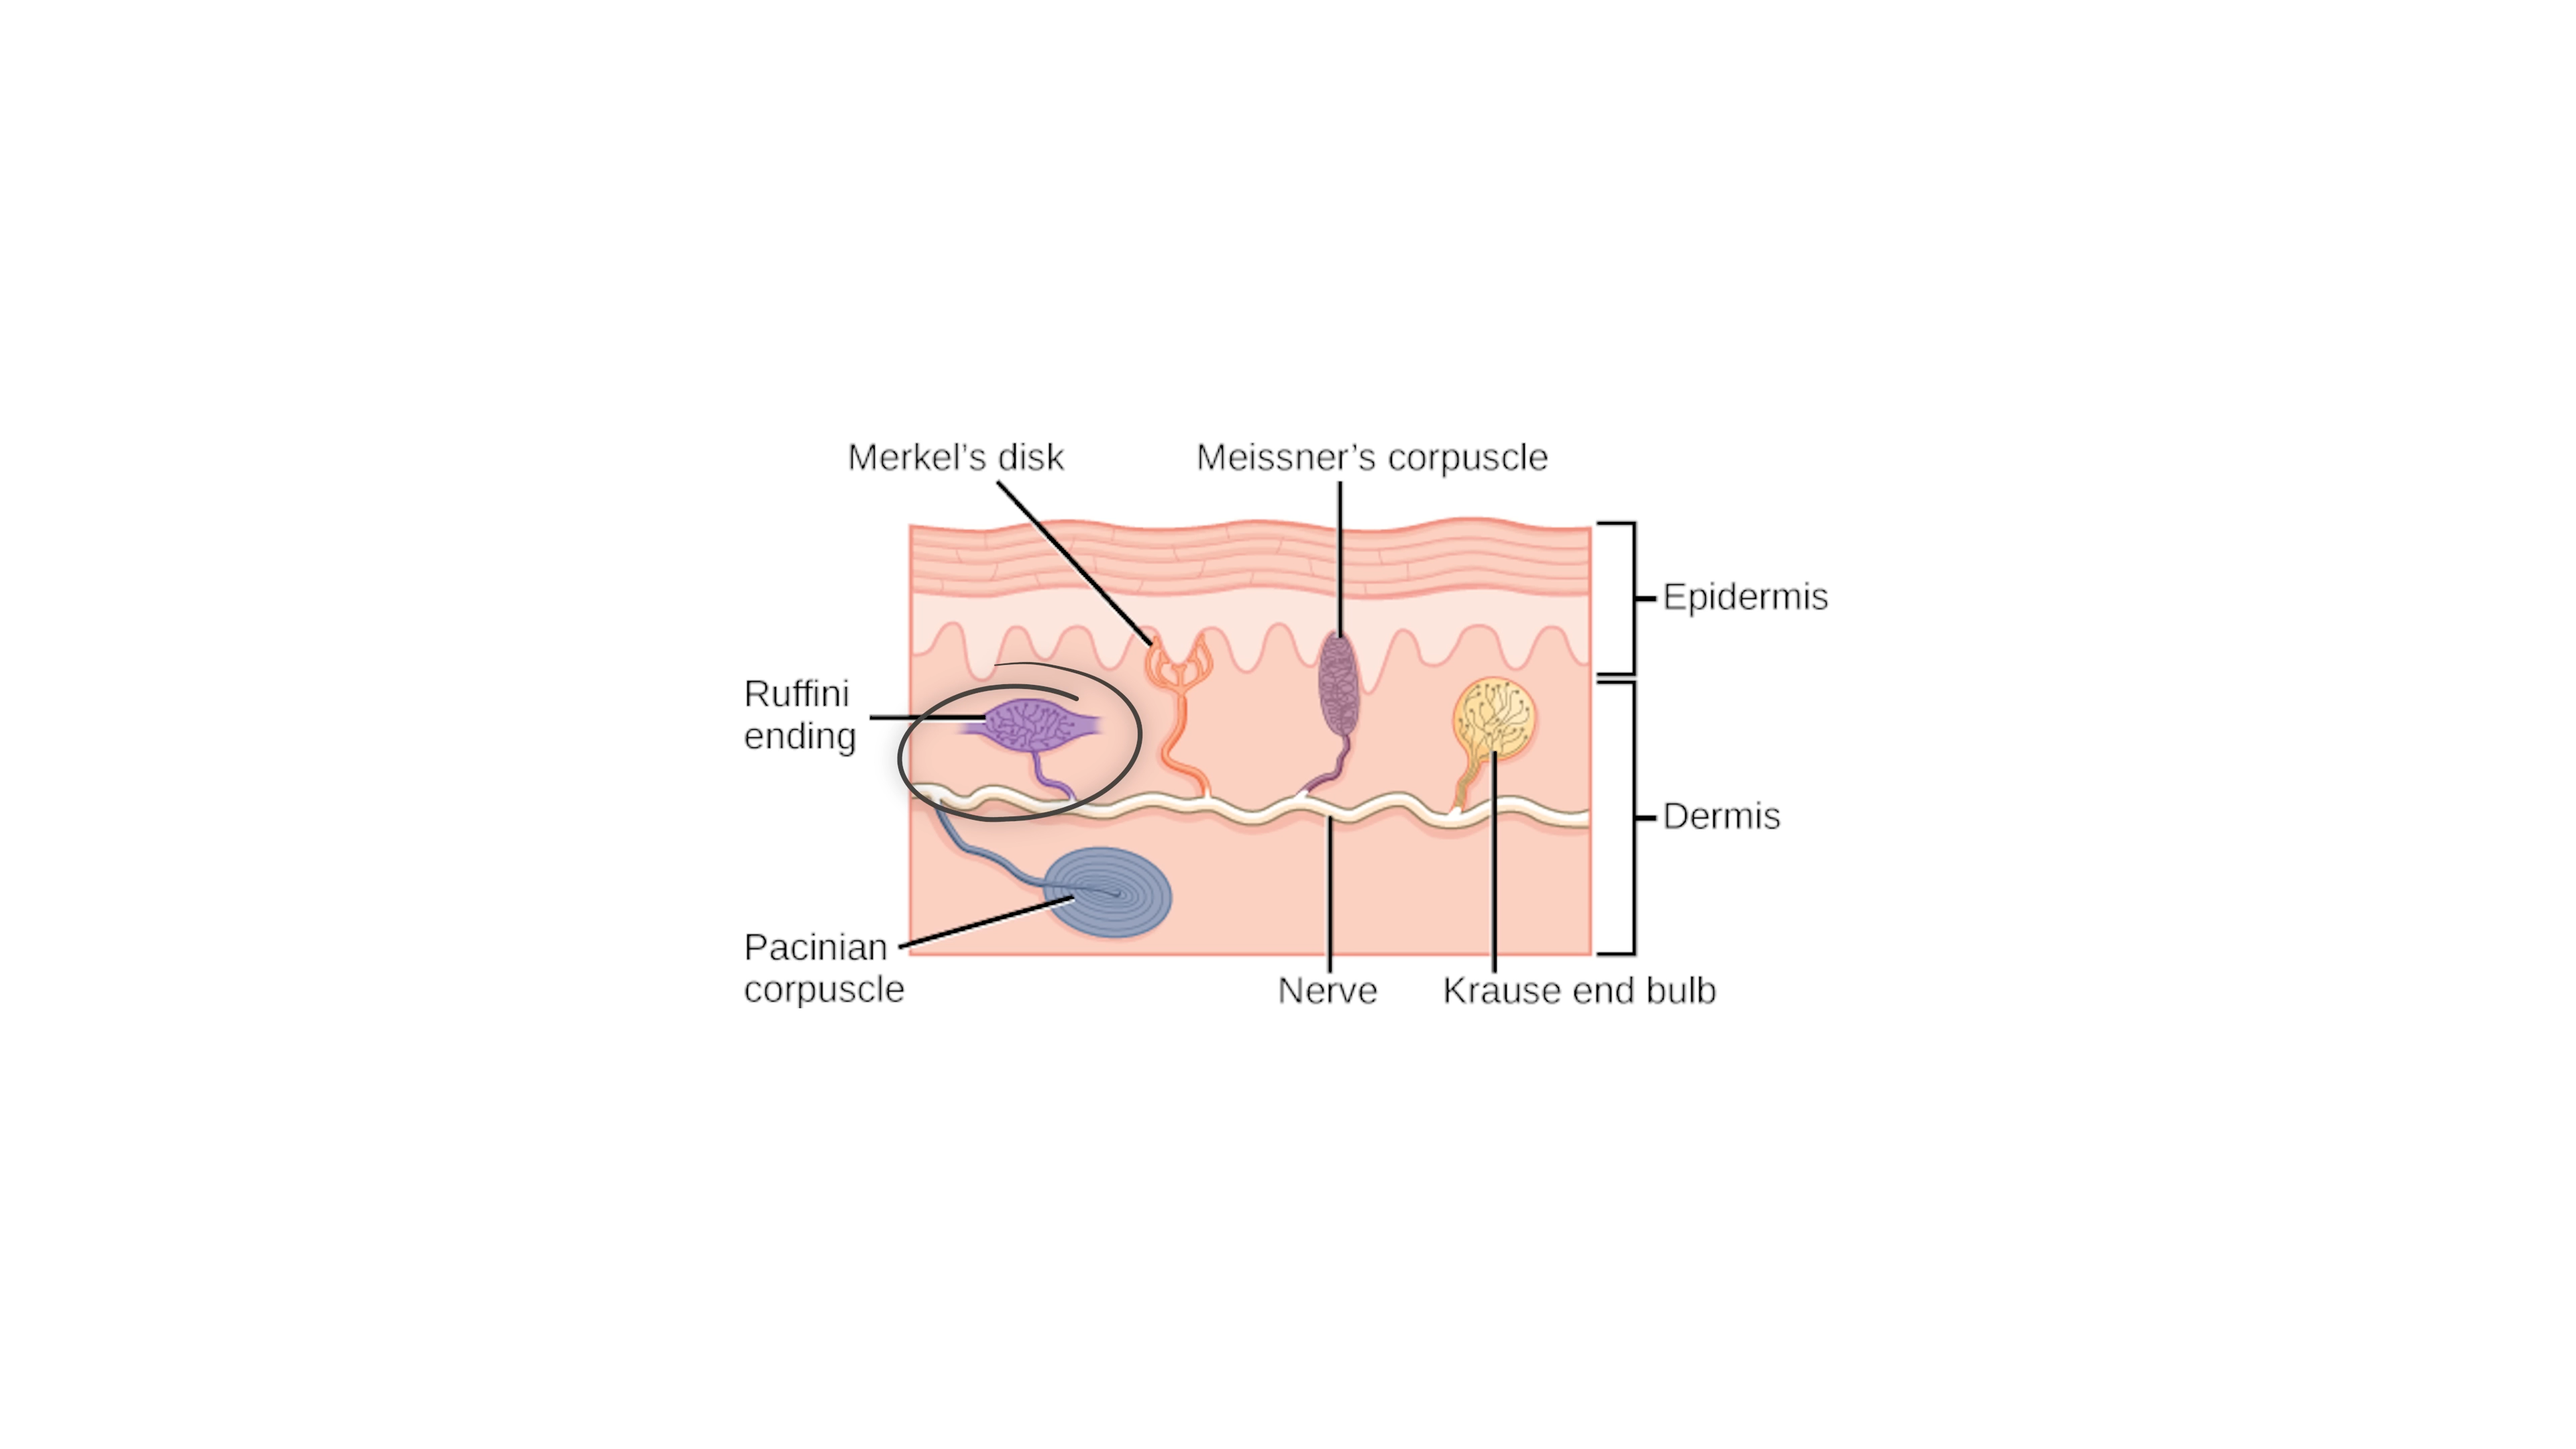 Merkel’s disk
Meissner’s corpuscle
Epidermis
Ruffini
ending
Dermis
Pacinian
corpuscle
Nerve
Krause end bulb